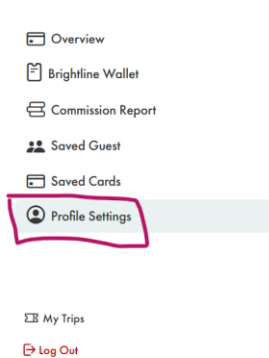 Overview
Brightline Wallet
Commission Report
Saved Guest
Saved Cards
Profile Settings
My Trips
Log Out